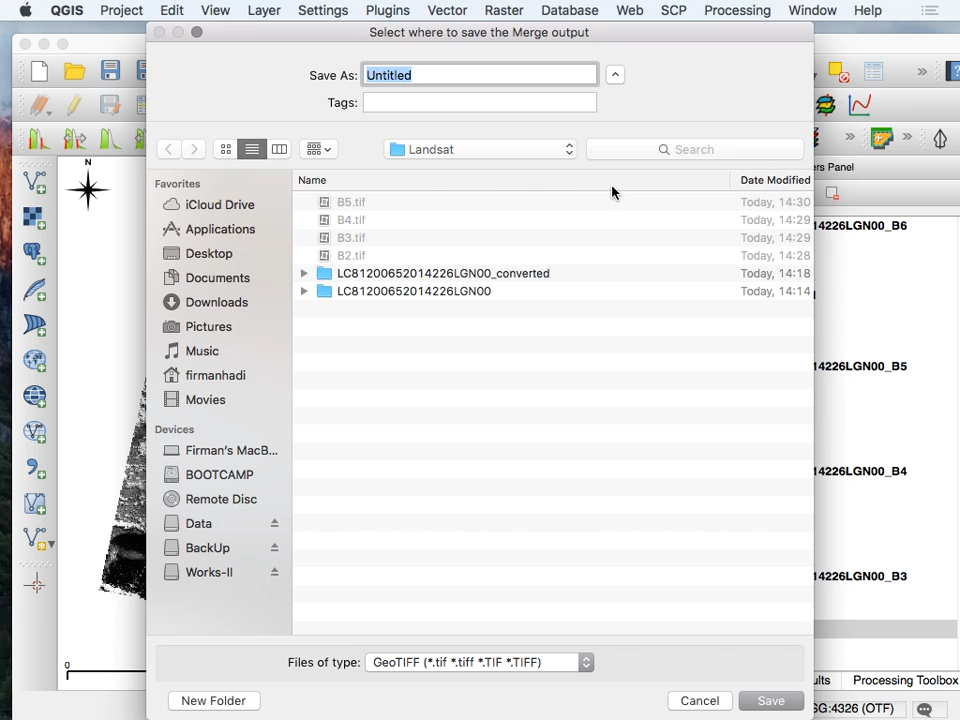 QGIS Project Edit View Layer Settings Plugins Vector Raster Database Web SCP Processing Window Help
Select where to save the Merge output
Save As: Untitled
Tags:
Landsat
Search
Favorites
iCloud Drive
Applications
Desktop
Documents
Downloads
Pictures
Music
firmanhadi
Movies
Devices
Firman's MacB...
BOOTCAMP
Remote Disc
Data
BackUp
Works-II
Name Date Modified
B5.tif Today, 14:30
B4.tif Today, 14:29
B3.tif Today, 14:29
B2.tif Today, 14:28
LC81200652014226LGN00_converted Today, 14:18
LC81200652014226LGN00 Today, 14:14
Files of type: GeoTIFF (*.tif *.tiff *.TIF *.TIFF)
New Folder Cancel Save
N
0
ers Panel
14226LGN00_B6
14226LGN00_B5
14226LGN00_B4
14226LGN00_B3
ults Processing Toolbox
SG:4326 (OTF)